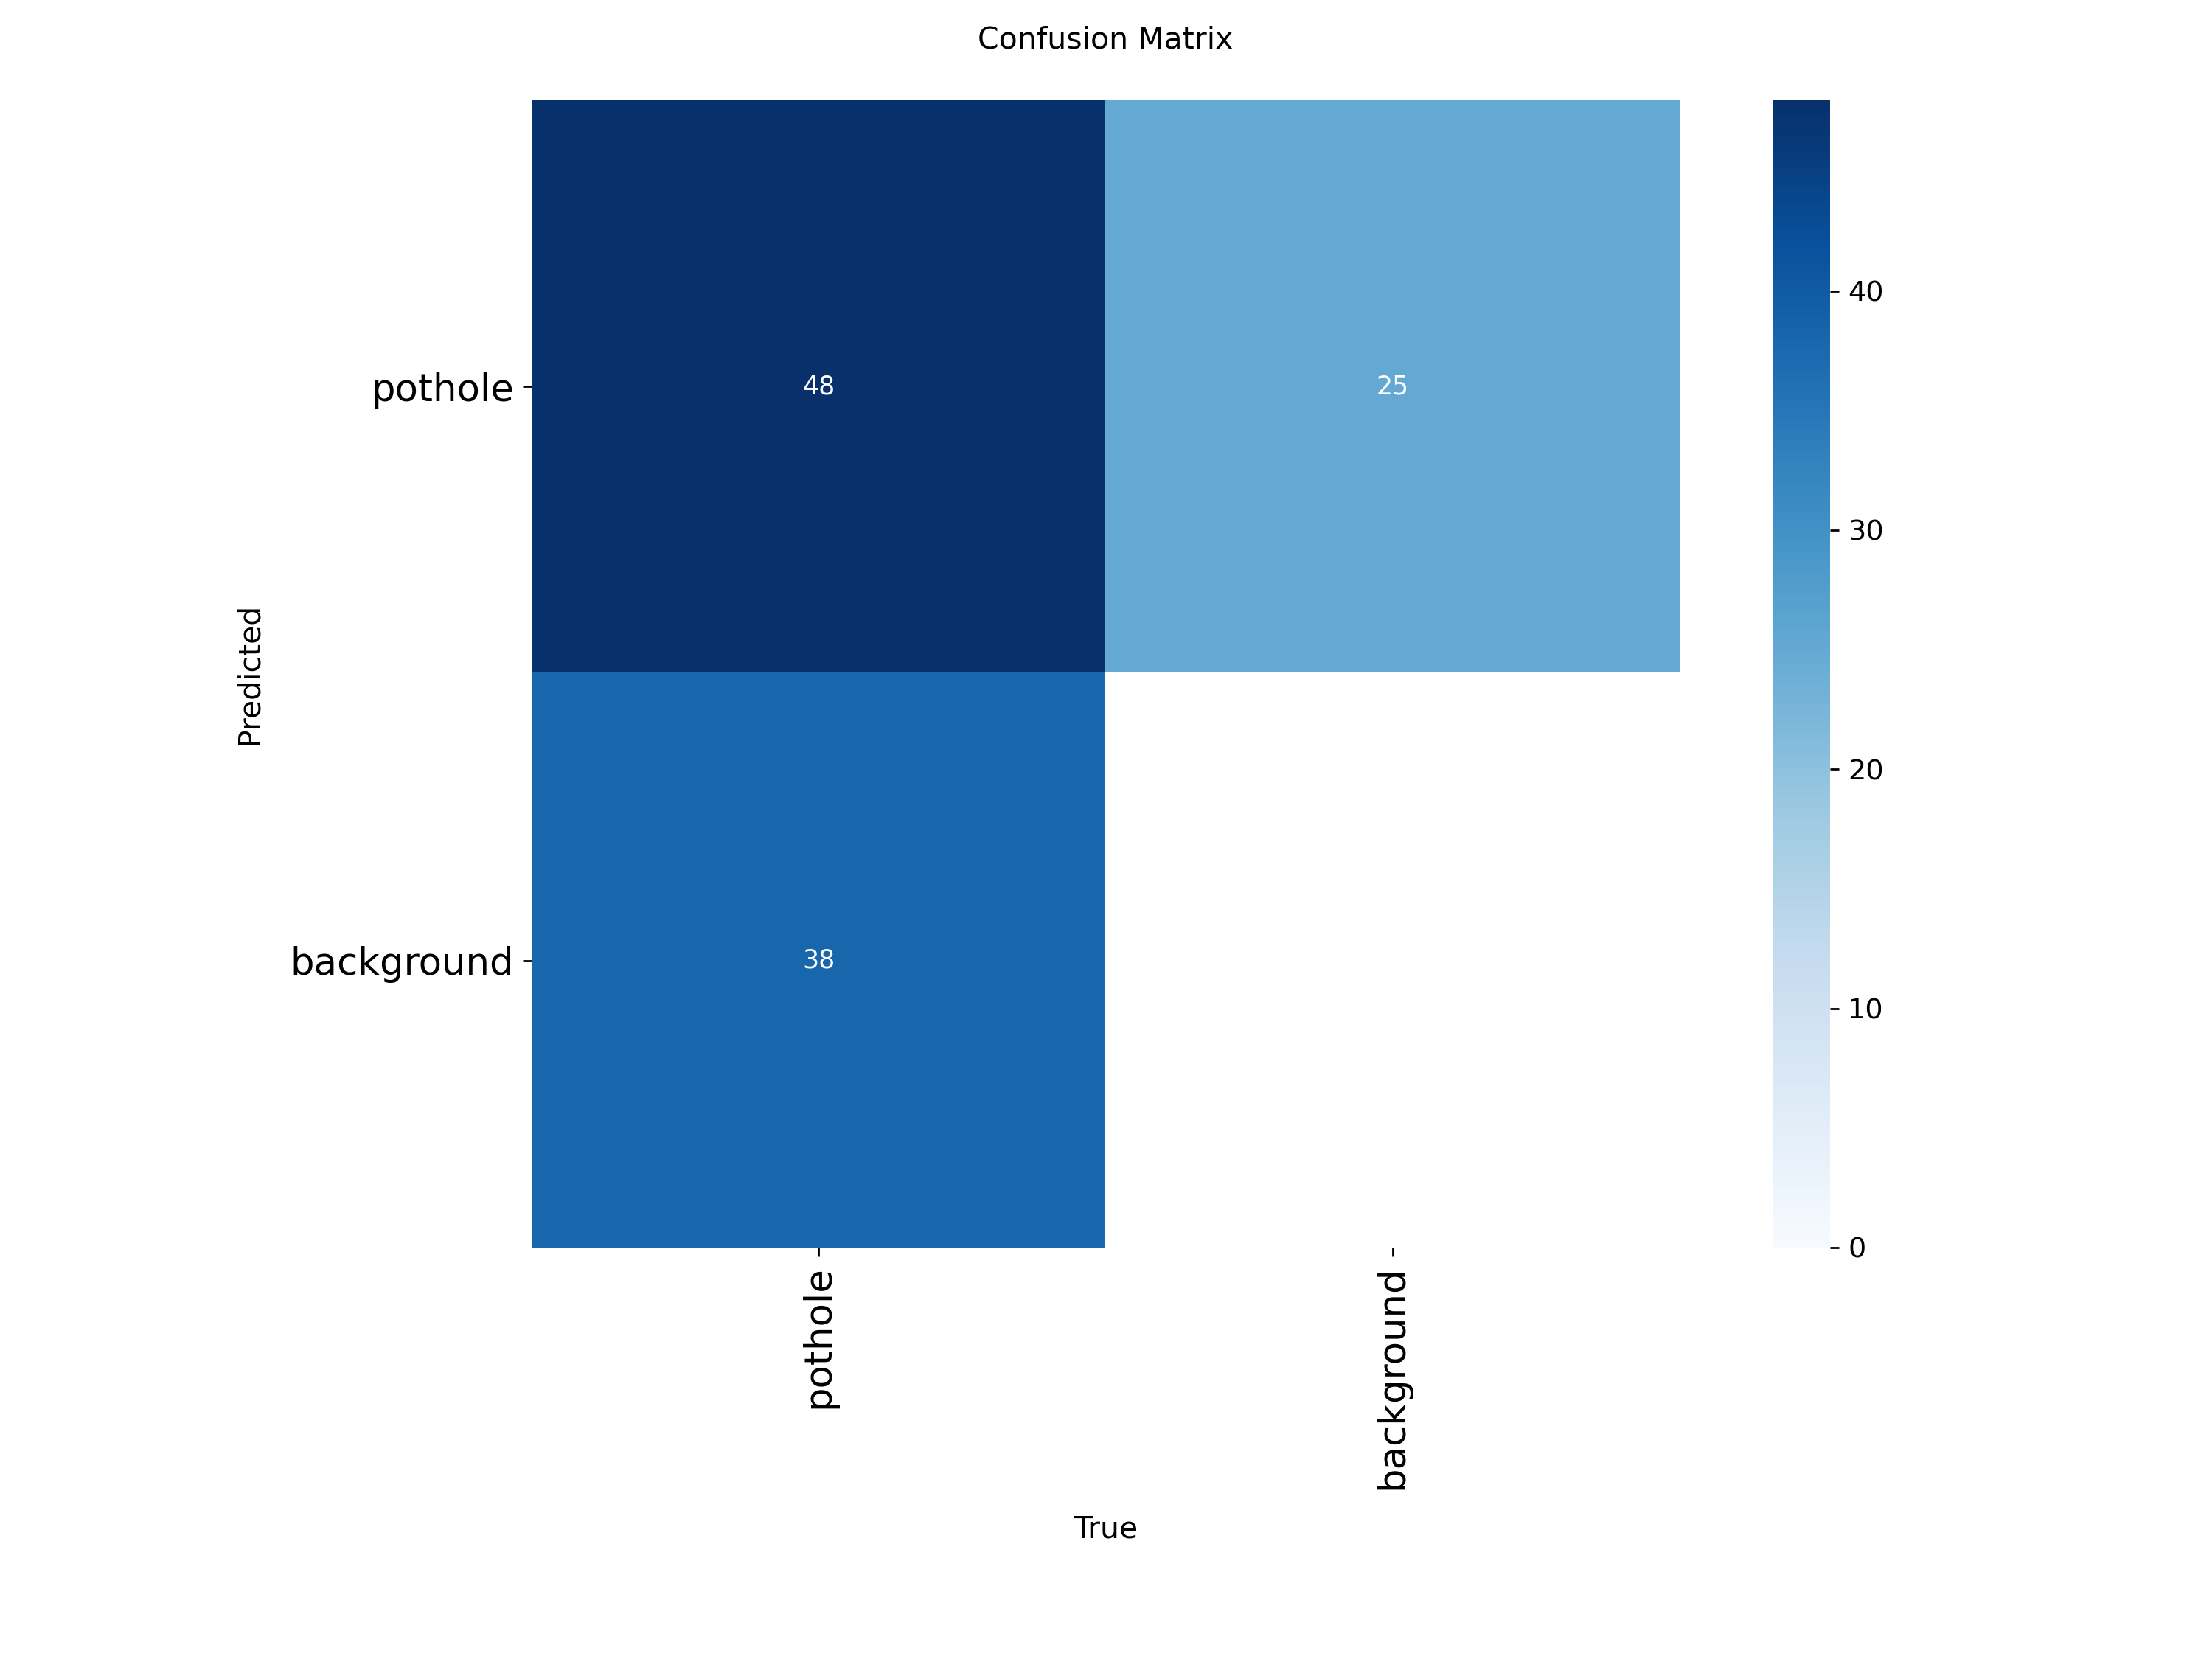 Confusion Matrix
Predicted
pothole
background
48
25
38
40
30
20
10
0
pothole
background
True